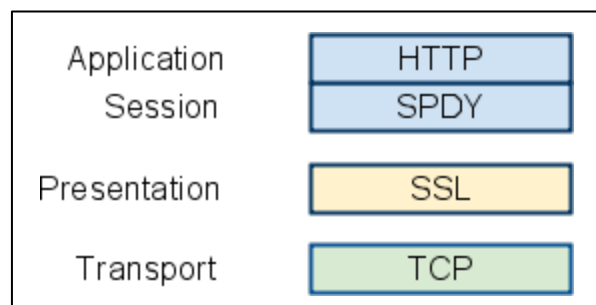 Application HTTP
Session SPDY
Presentation SSL
Transport TCP